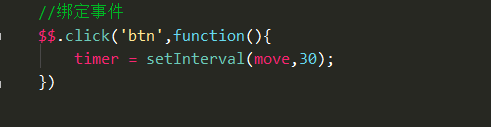 //绑定事件
$$.click('btn',function(){
timer = setInterval(move,30);
})